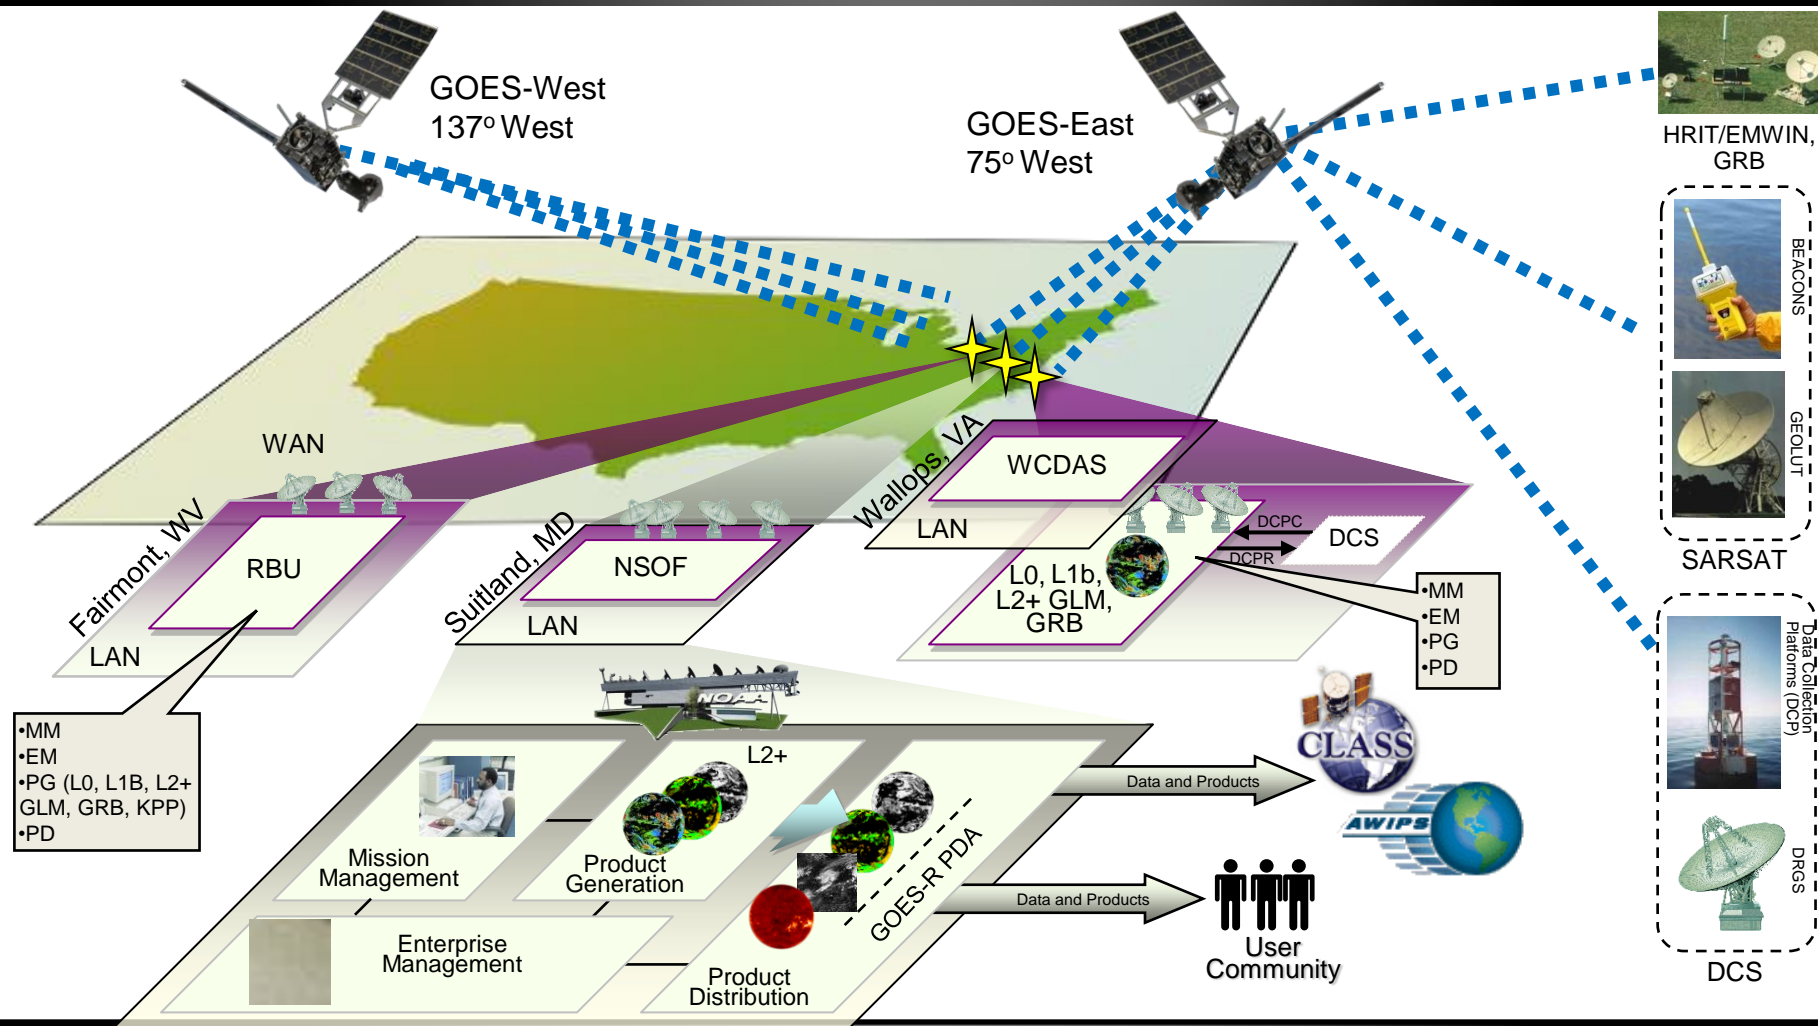 GOES-West
137º West
GOES-East
75º West
HRIT/EMWIN,
GRB
BEACONS
GEOLUT
SARSAT
Data Collection
Platforms (DCP)
DRGS
DCS
WAN
Fairmont, WV
RBU
LAN
Suitland, MD
NSOF
LAN
Wallops, VA
WCDAS
LAN
L0, L1b,
L2+ GLM,
GRB
DCPC
DCPR
DCS
•MM
•EM
•PG
•PD
•MM
•EM
•PG (L0, L1B, L2+
GLM, GRB, KPP)
•PD
NOAA
L2+
Mission
Management
Product
Generation
Enterprise
Management
Product
Distribution
GOES-R PDA
Data and Products
Data and Products
CLASS
AWIPS
User
Community